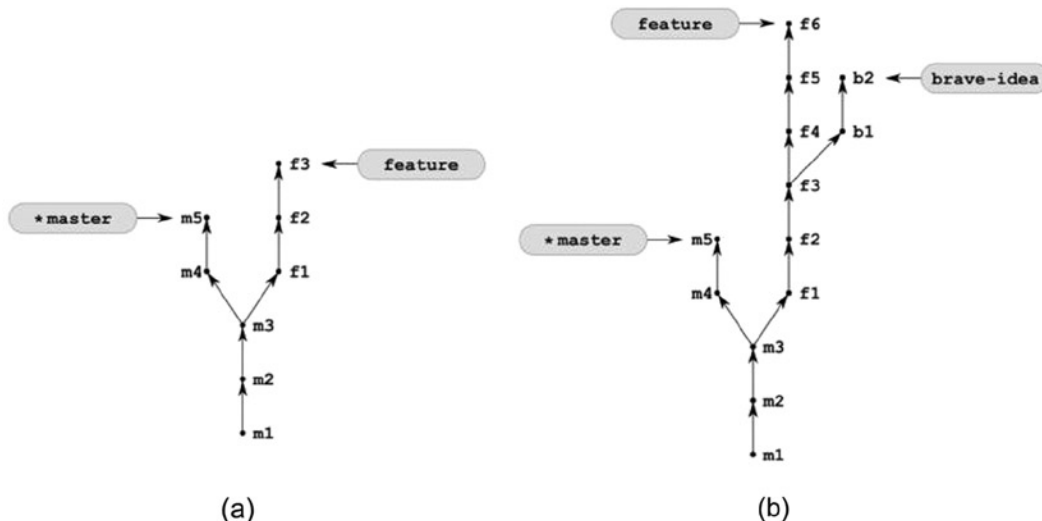 f3
feature
*master
m5
f2
m4
f1
m3
m2
m1
(a)
feature
f6
f5
b2
brave-idea
f4
b1
f3
*master
m5
f2
m4
f1
m3
m2
m1
(b)